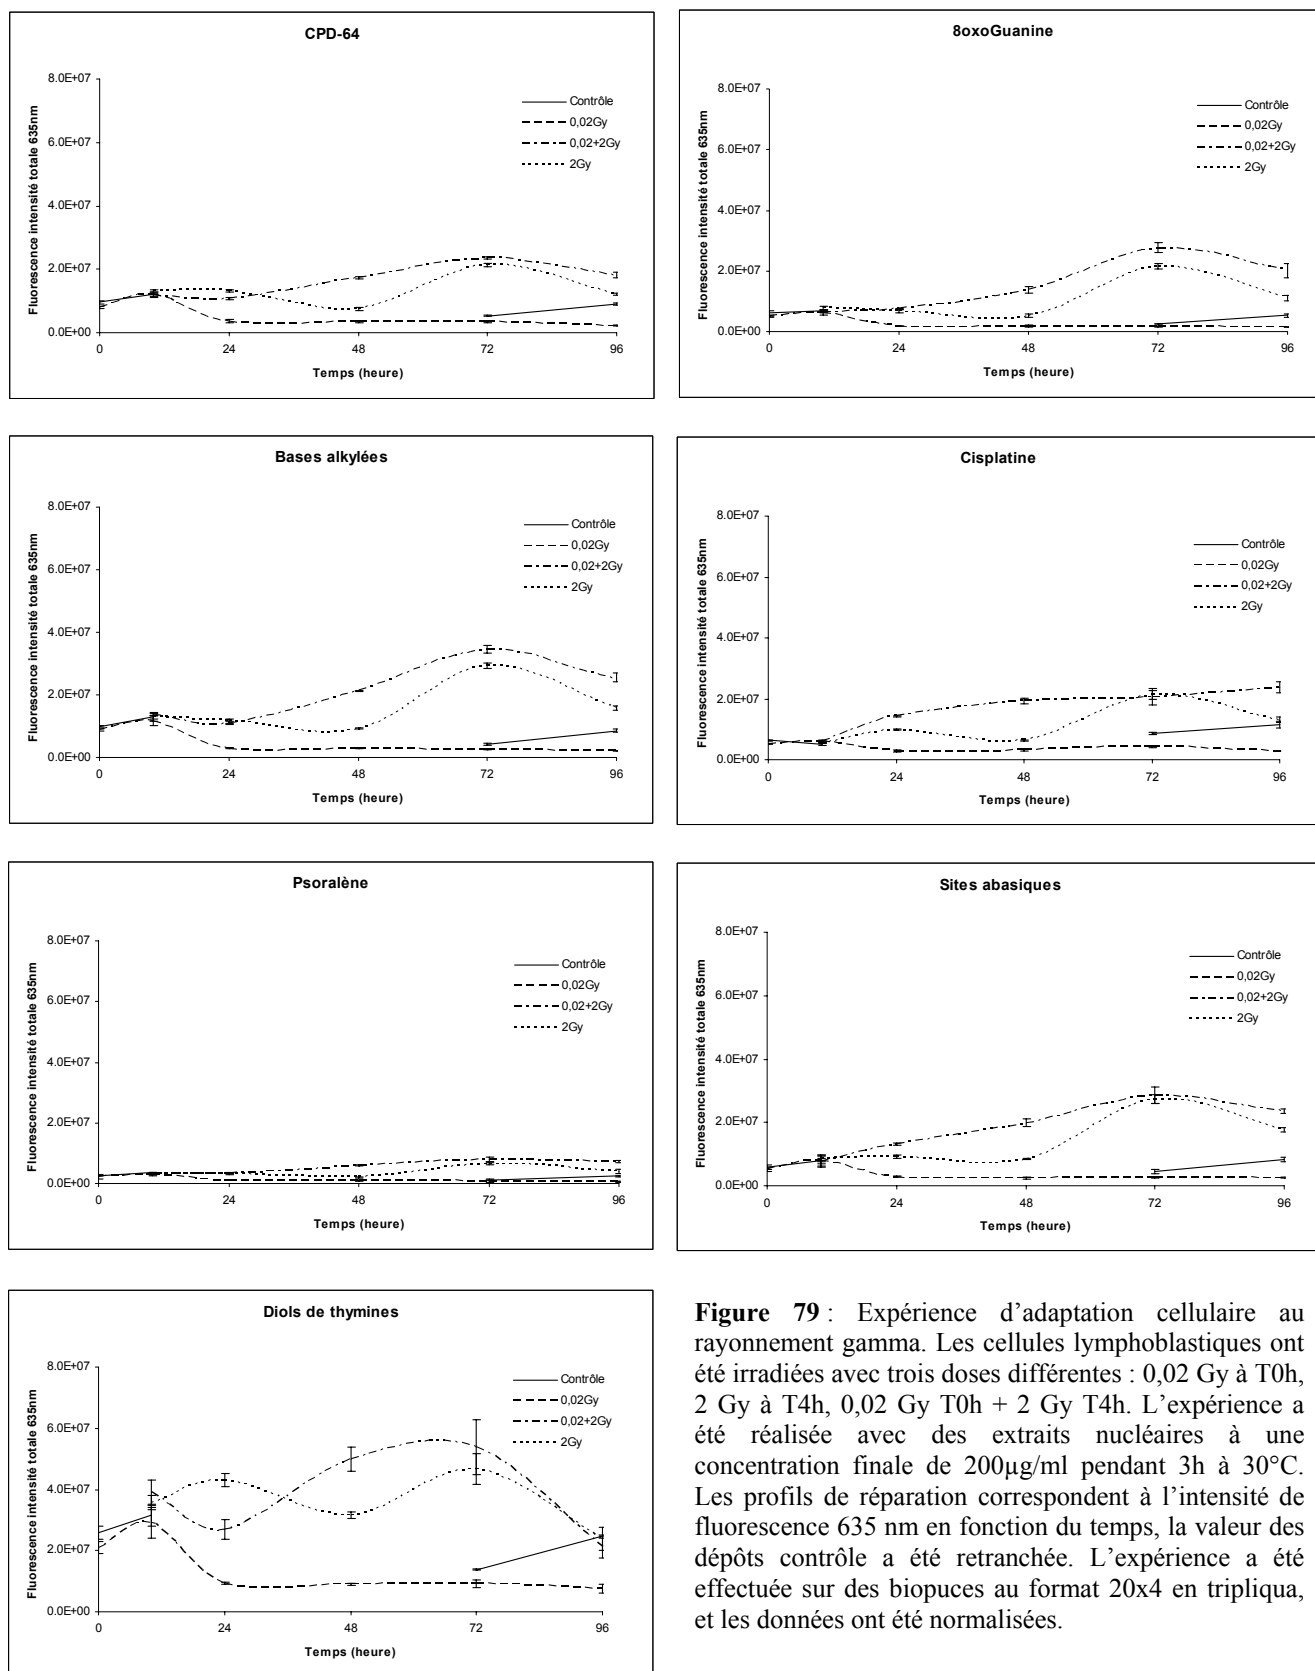 CPD-64
Fluorescence intensité totale 635nm
8.0E+07
6.0E+07
4.0E+07
2.0E+07
0.0E+00
0 24 48 72 96
Temps (heure)
Contrôle
0,02Gy
0,02+2Gy
2Gy
8oxoGuanine
Fluorescence intensité totale 635nm
8.0E+07
6.0E+07
4.0E+07
2.0E+07
0.0E+00
0 24 48 72 96
Temps (heure)
Contrôle
0,02Gy
0,02+2Gy
2Gy
Bases alkylées
Fluorescence intensité totale 635nm
8.0E+07
6.0E+07
4.0E+07
2.0E+07
0.0E+00
0 24 48 72 96
Temps (heure)
Contrôle
0,02Gy
0,02+2Gy
2Gy
Cisplatine
Fluorescence intensité totale 635nm
8.0E+07
6.0E+07
4.0E+07
2.0E+07
0.0E+00
0 24 48 72 96
Temps (heure)
Contrôle
0,02Gy
0,02+2Gy
2Gy
Psoralène
Fluorescence intensité totale 635nm
8.0E+07
6.0E+07
4.0E+07
2.0E+07
0.0E+00
0 24 48 72 96
Temps (heure)
Contrôle
0,02Gy
0,02+2Gy
2Gy
Sites abasiques
Fluorescence intensité totale 635nm
8.0E+07
6.0E+07
4.0E+07
2.0E+07
0.0E+00
0 24 48 72 96
Temps (heure)
Contrôle
0,02Gy
0,02+2Gy
2Gy
Diols de thymines
Fluorescence intensité totale 635nm
8.0E+07
6.0E+07
4.0E+07
2.0E+07
0.0E+00
0 24 48 72 96
Temps (heure)
Contrôle
0,02Gy
0,02+2Gy
2Gy
Figure 79 : Expérience d'adaptation cellulaire au
rayonnement gamma. Les cellules lymphoblastiques ont
été irradiées avec trois doses différentes : 0,02 Gy à T0h,
2 Gy à T4h, 0,02 Gy T0h + 2 Gy T4h. L'expérience a
été réalisée avec des extraits nucléaires à une
concentration finale de 200µg/ml pendant 3h à 30°C.
Les profils de réparation correspondent à l'intensité de
fluorescence 635 nm en fonction du temps, la valeur des
dépôts contrôle a été retranchée. L'expérience a été
effectuée sur des biopuces au format 20x4 en tripliqua,
et les données ont été normalisées.